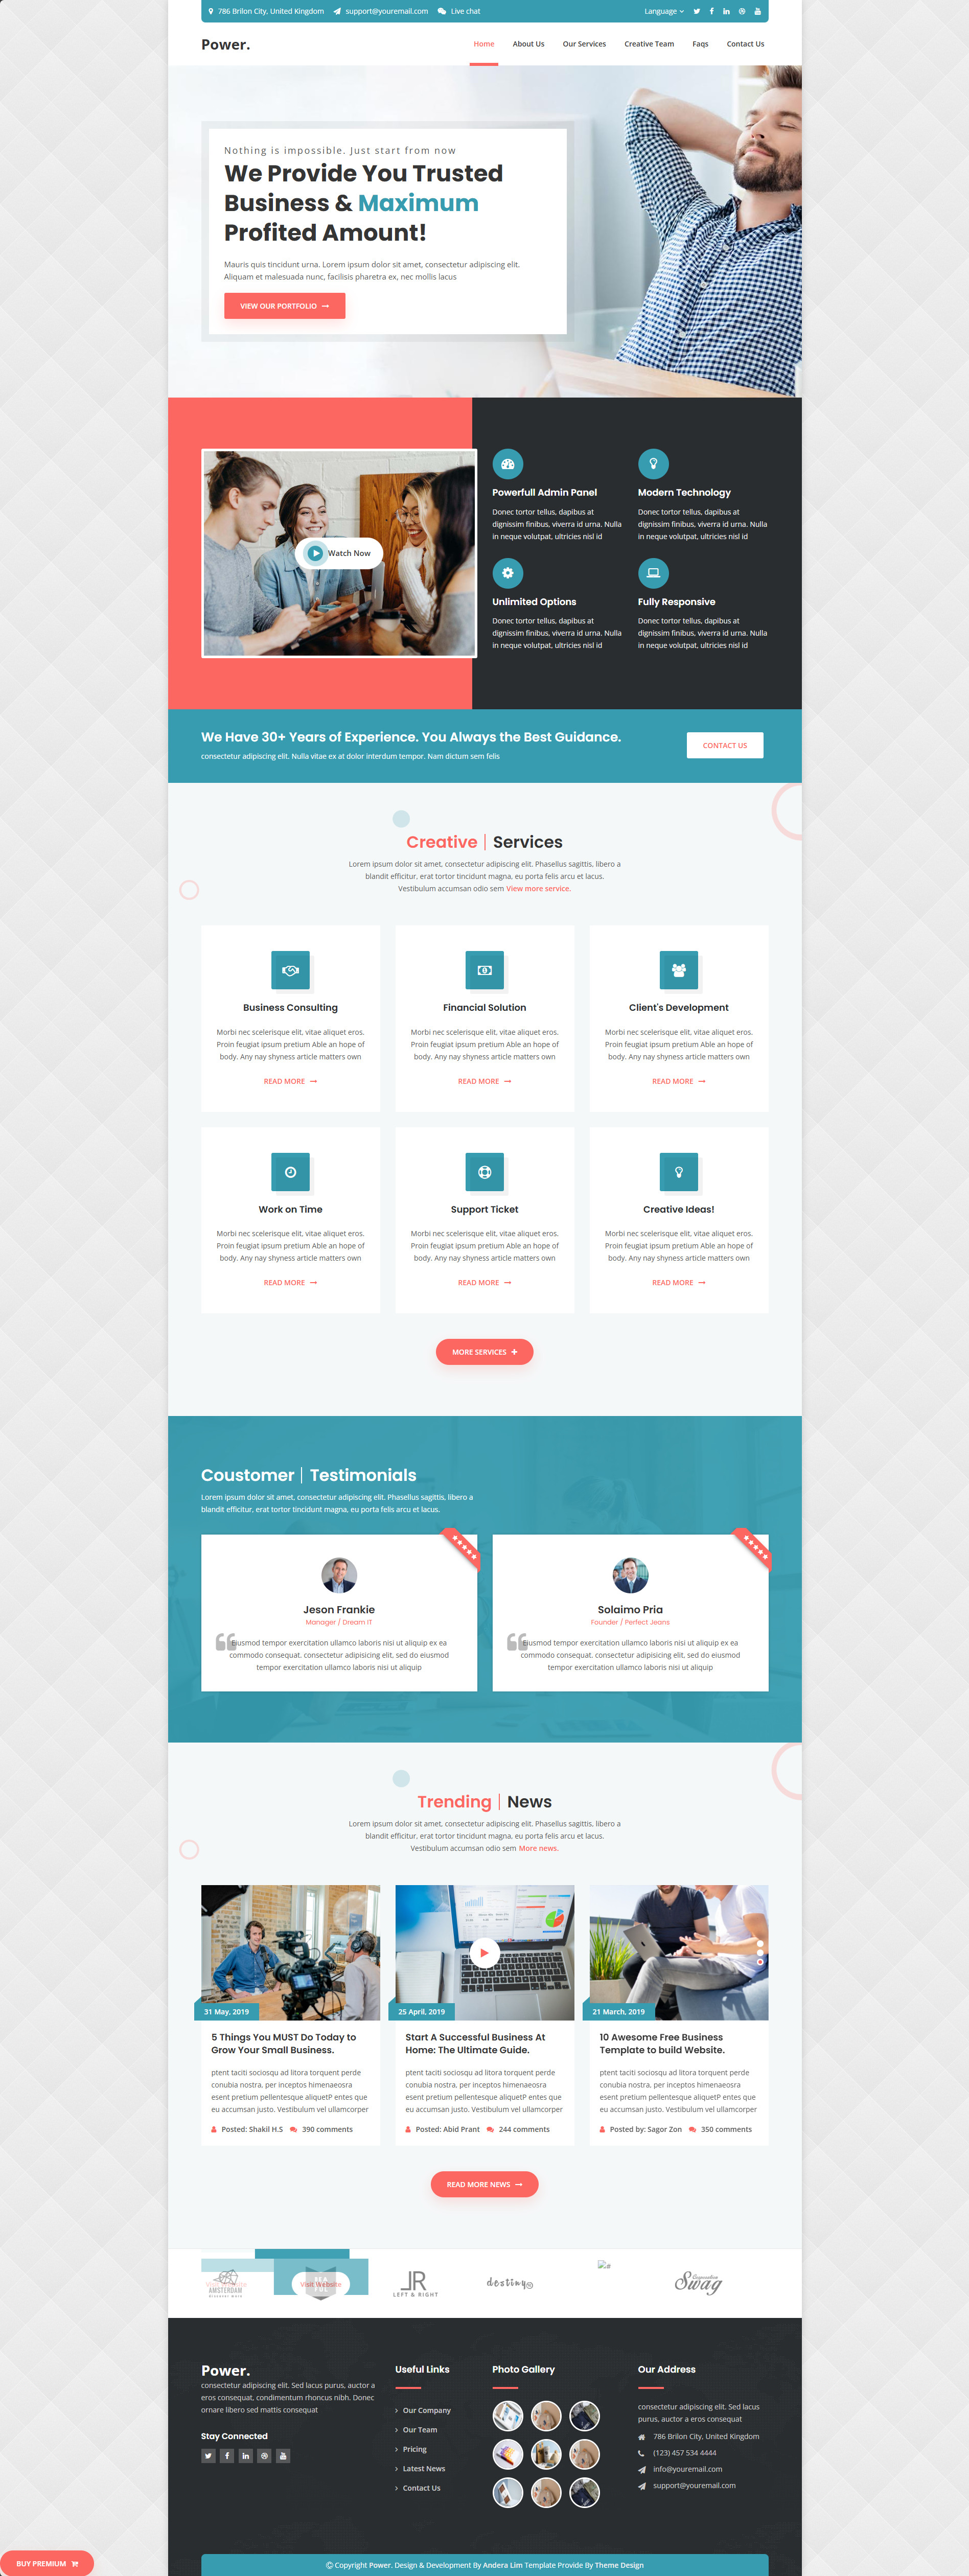 786 Brilon City, United Kingdom support@youremail.com Live chat Language
Power. Home About Us Our Services Creative Team Faqs Contact Us
Nothing is impossible. Just start from now
We Provide You Trusted
Business & Maximum
Profited Amount!
Mauris quis tincidunt urna. Lorem ipsum dolor sit amet, consectetur adipiscing elit.
Aliquam et malesuada nunc, facilisis pharetra ex, nec mollis lacus
VIEW OUR PORTFOLIO
Watch Now
Powerfull Admin Panel
Donec tortor tellus, dapibus at
dignissim finibus, viverra id urna. Nulla
in neque volutpat, ultricies nisl id
Modern Technology
Donec tortor tellus, dapibus at
dignissim finibus, viverra id urna. Nulla
in neque volutpat, ultricies nisl id
Unlimited Options
Donec tortor tellus, dapibus at
dignissim finibus, viverra id urna. Nulla
in neque volutpat, ultricies nisl id
Fully Responsive
Donec tortor tellus, dapibus at
dignissim finibus, viverra id urna. Nulla
in neque volutpat, ultricies nisl id
We Have 30+ Years of Experience. You Always the Best Guidance.
consectetur adipiscing elit. Nulla vitae ex at dolor interdum tempor. Nam dictum sem felis
CONTACT US
Creative | Services
Lorem ipsum dolor sit amet, consectetur adipiscing elit. Phasellus sagittis, libero a
blandit efficitur, erat tortor tincidunt magna, eu porta felis arcu et lacus.
Vestibulum accumsan odio sem View more service.
Business Consulting
Morbi nec scelerisque elit, vitae aliquet eros.
Proin feugiat ipsum pretium Able an hope of
body. Any nay shyness article matters own
READ MORE
Financial Solution
Morbi nec scelerisque elit, vitae aliquet eros.
Proin feugiat ipsum pretium Able an hope of
body. Any nay shyness article matters own
READ MORE
Client's Development
Morbi nec scelerisque elit, vitae aliquet eros.
Proin feugiat ipsum pretium Able an hope of
body. Any nay shyness article matters own
READ MORE
Work on Time
Morbi nec scelerisque elit, vitae aliquet eros.
Proin feugiat ipsum pretium Able an hope of
body. Any nay shyness article matters own
READ MORE
Support Ticket
Morbi nec scelerisque elit, vitae aliquet eros.
Proin feugiat ipsum pretium Able an hope of
body. Any nay shyness article matters own
READ MORE
Creative Ideas!
Morbi nec scelerisque elit, vitae aliquet eros.
Proin feugiat ipsum pretium Able an hope of
body. Any nay shyness article matters own
READ MORE
MORE SERVICES
Coustomer | Testimonials
Lorem ipsum dolor sit amet, consectetur adipiscing elit. Phasellus sagittis, libero a
blandit efficitur, erat tortor tincidunt magna, eu porta felis arcu et lacus.
Jeson Frankie
Manager / Dream IT
Eiusmod tempor exercitation ullamco laboris nisi ut aliquip ex ea
commodo consequat. consectetur adipisicing elit, sed do eiusmod
tempor exercitation ullamco laboris nisi ut aliquip
Solaimo Pria
Founder / Perfect Jeans
Eiusmod tempor exercitation ullamco laboris nisi ut aliquip ex ea
commodo consequat. consectetur adipisicing elit, sed do eiusmod
tempor exercitation ullamco laboris nisi ut aliquip
Trending | News
Lorem ipsum dolor sit amet, consectetur adipiscing elit. Phasellus sagittis, libero a
blandit efficitur, erat tortor tincidunt magna, eu porta felis arcu et lacus.
Vestibulum accumsan odio sem More news.
31 May, 2019
5 Things You MUST Do Today to
Grow Your Small Business.
ptent taciti sociosqu ad litora torquent perde
conubia nostra, per inceptos himenaeosra
esent pretium pellentesque aliquetP entes que
eu accumsan justo. Vestibulum vel ullamcorper
Posted: Shakil H.S 390 comments
25 April, 2019
Start A Successful Business At
Home: The Ultimate Guide.
ptent taciti sociosqu ad litora torquent perde
conubia nostra, per inceptos himenaeosra
esent pretium pellentesque aliquetP entes que
eu accumsan justo. Vestibulum vel ullamcorper
Posted: Abid Prant 244 comments
21 March, 2019
10 Awesome Free Business
Template to build Website.
ptent taciti sociosqu ad litora torquent perde
conubia nostra, per inceptos himenaeosra
esent pretium pellentesque aliquetP entes que
eu accumsan justo. Vestibulum vel ullamcorper
Posted by: Sagor Zon 350 comments
READ MORE NEWS
AMSTERDAM
Visit Website
JR
LEFT & RIGHT
destiny
Swag
Power.
consectetur adipiscing elit. Sed lacus purus, auctor a
eros consequat, condimentum rhoncus nibh. Donec
ornare libero sed mattis consequat
Stay Connected
Useful Links
Our Company
Our Team
Pricing
Latest News
Contact Us
Photo Gallery
Our Address
consectetur adipiscing elit. Sed lacus
purus, auctor a eros consequat
786 Brilon City, United Kingdom
(123) 457 534 4444
info@youremail.com
support@youremail.com
BUY PREMIUM
© Copyright Power. Design & Development By Andera Lim Template Provide By Theme Design